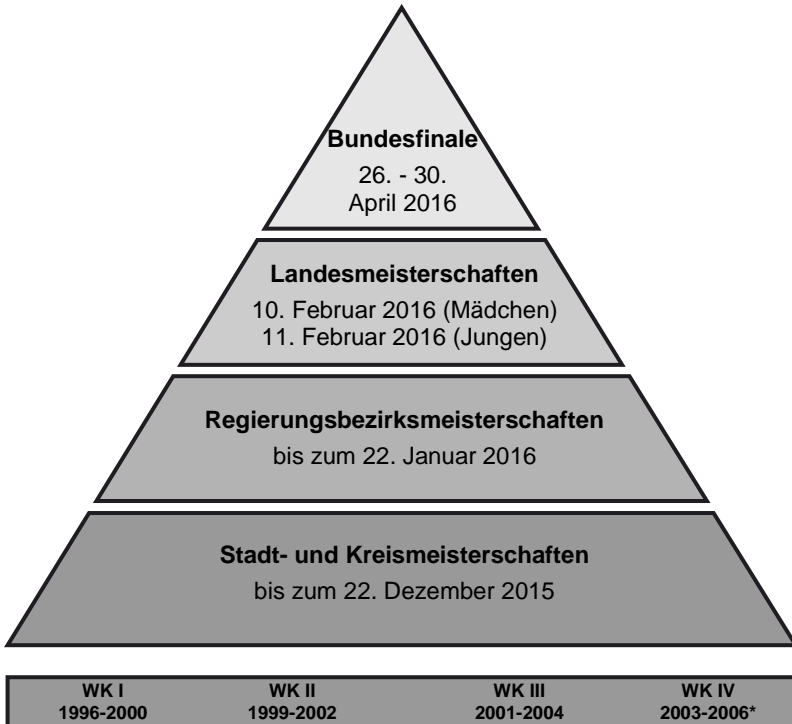 Bundesfinale
26. - 30.
April 2016
Landesmeisterschaften
10. Februar 2016 (Mädchen)
11. Februar 2016 (Jungen)
Regierungsbezirksmeisterschaften
bis zum 22. Januar 2016
Stadt- und Kreismeisterschaften
bis zum 22. Dezember 2015
WK I WK II WK III WK IV
1996-2000 1999-2002 2001-2004 2003-2006*